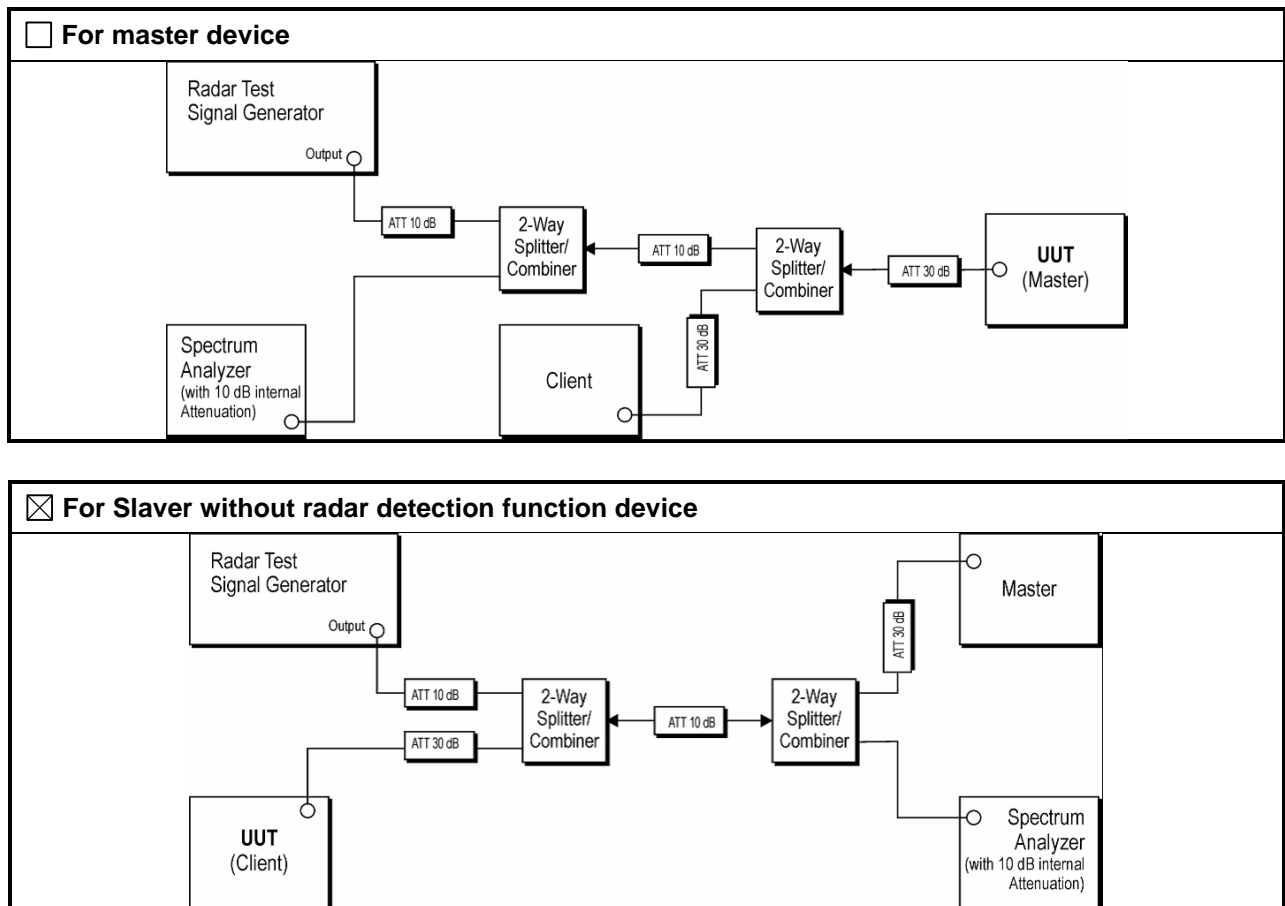 For master device
Radar Test
Signal Generator
Output
ATT 10 dB
2-Way
Splitter/
Combiner
ATT 10 dB
2-Way
Splitter/
Combiner
ATT 30 dB
UUT
(Master)
Spectrum
Analyzer
(with 10 dB internal
Attenuation)
Client
ATT 30 dB
For Slaver without radar detection function device
Radar Test
Signal Generator
Output
Master
ATT 30 dB
ATT 10 dB
2-Way
Splitter/
Combiner
ATT 10 dB
2-Way
Splitter/
Combiner
ATT 30 dB
UUT
(Client)
Spectrum
Analyzer
(with 10 dB internal
Attenuation)